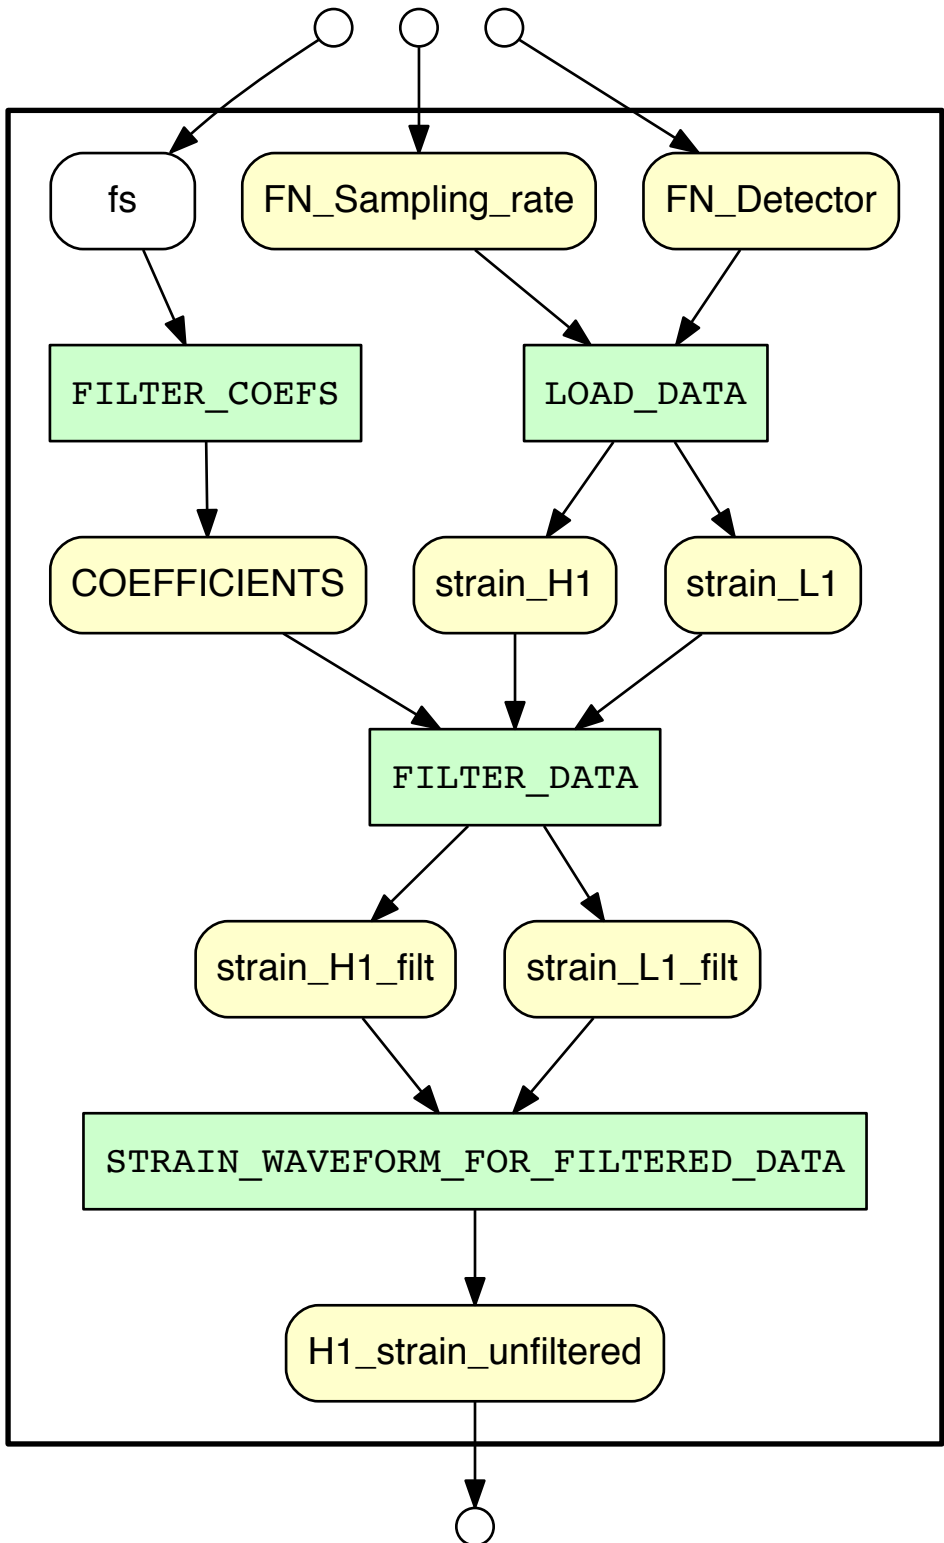 fs
FN_Sampling_rate
FN_Detector
FILTER_COEFS
LOAD_DATA
COEFFICIENTS
strain_H1
strain_L1
FILTER_DATA
strain_H1_filt
strain_L1_filt
STRAIN_WAVEFORM_FOR_FILTERED_DATA
H1_strain_unfiltered